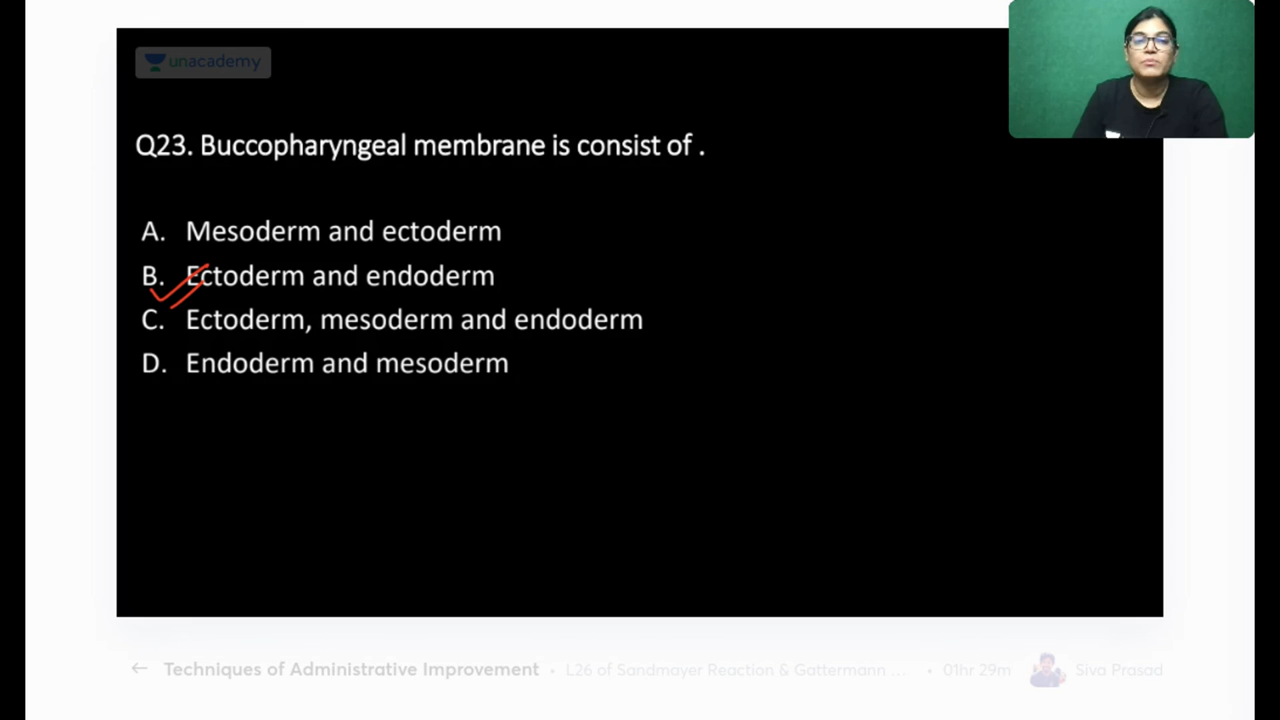 unacademy
Q23. Buccopharyngeal membrane is consist of .
A. Mesoderm and ectoderm
B. Ectoderm and endoderm
C. Ectoderm, mesoderm and endoderm
D. Endoderm and mesoderm
← Techniques of Administrative Improvement • L26 of Sandmayer Reaction & Gattermann ... • 01hr 29m Siva Prasad